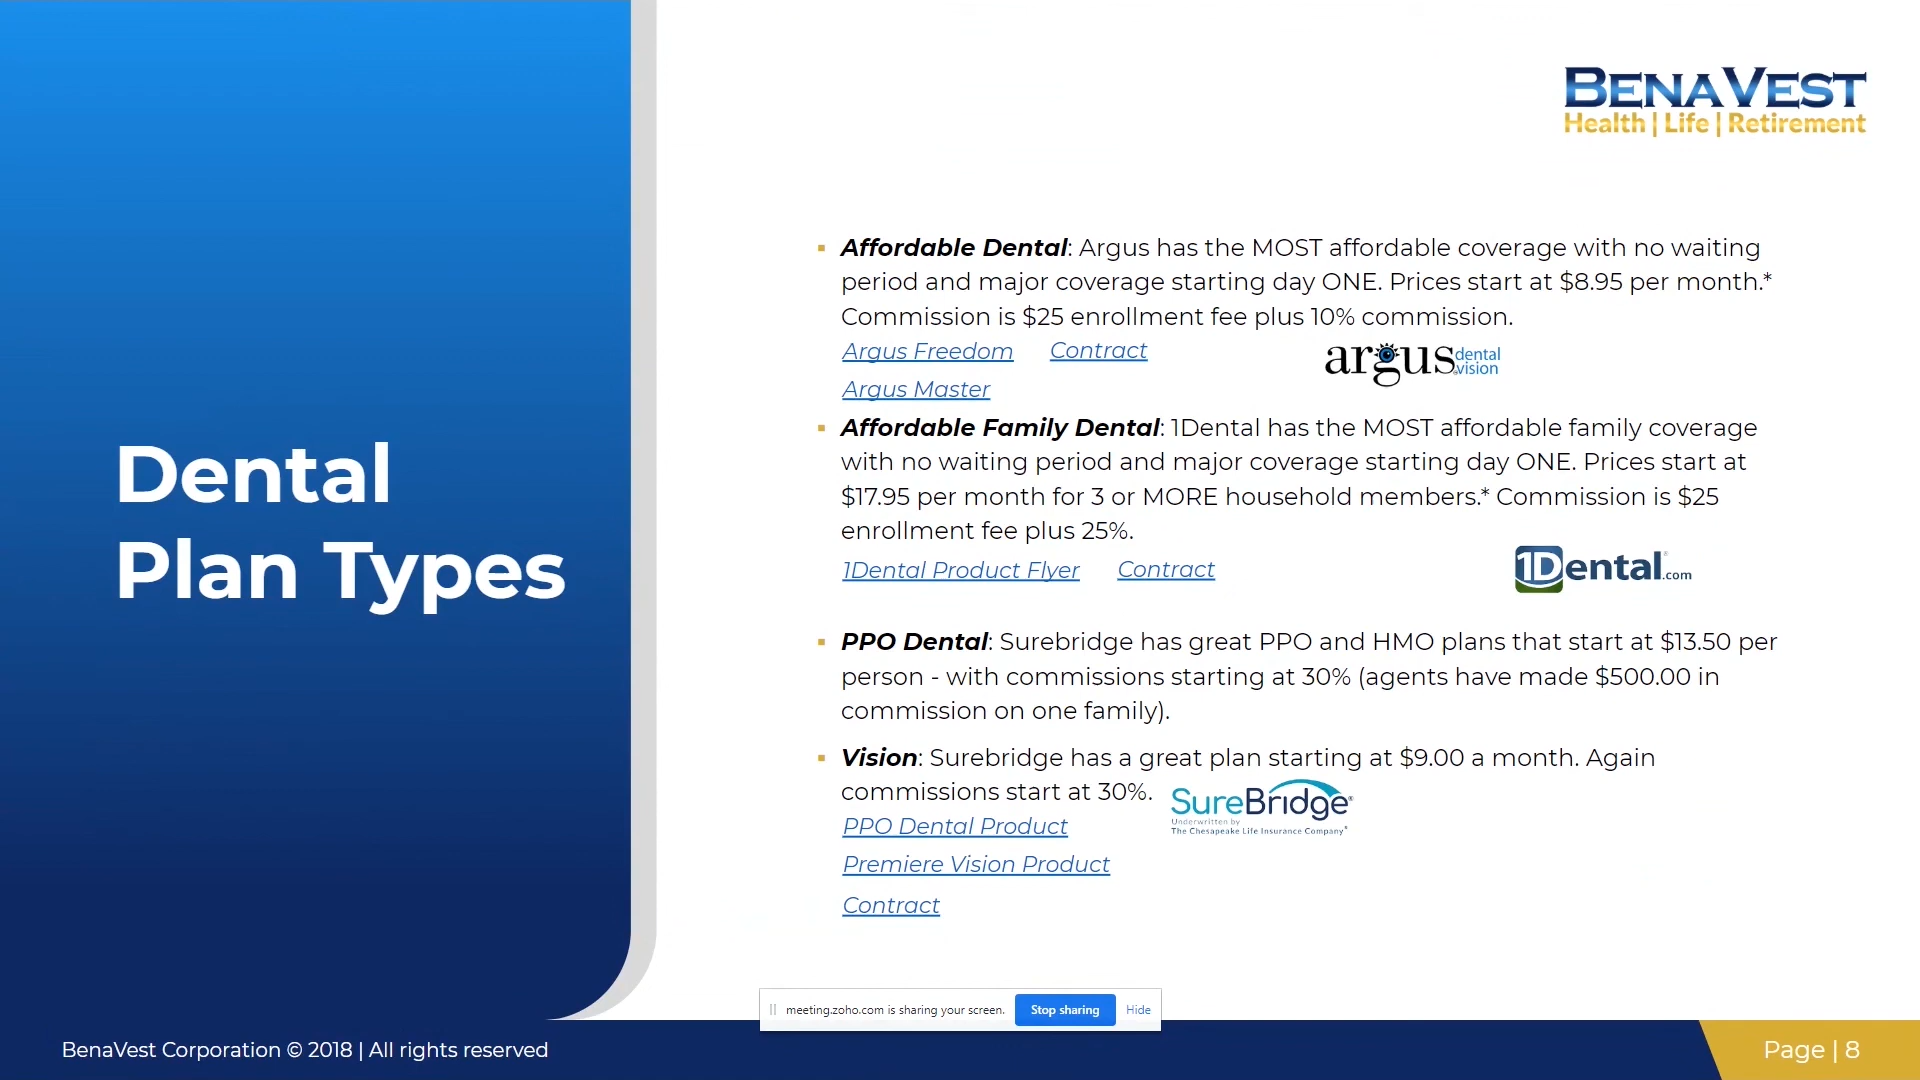 BENAVEST
Health | Life | Retirement
Dental
Plan Types
▪ Affordable Dental: Argus has the MOST affordable coverage with no waiting
period and major coverage starting day ONE. Prices start at $8.95 per month.*
Commission is $25 enrollment fee plus 10% commission.
Argus Freedom Contract
argus dental
vision
Argus Master
▪ Affordable Family Dental: 1Dental has the MOST affordable family coverage
with no waiting period and major coverage starting day ONE. Prices start at
$17.95 per month for 3 or MORE household members.* Commission is $25
enrollment fee plus 25%.
1Dental Product Flyer Contract
1Dental.com
▪ PPO Dental: Surebridge has great PPO and HMO plans that start at $13.50 per
person - with commissions starting at 30% (agents have made $500.00 in
commission on one family).
▪ Vision: Surebridge has a great plan starting at $9.00 a month. Again
commissions start at 30%.
SureBridge®
Underwritten by
The Chesapeake Life Insurance Company®
PPO Dental Product
Premiere Vision Product
Contract
meeting.zoho.com is sharing your screen. Stop sharing Hide
BenaVest Corporation © 2018 | All rights reserved
Page | 8